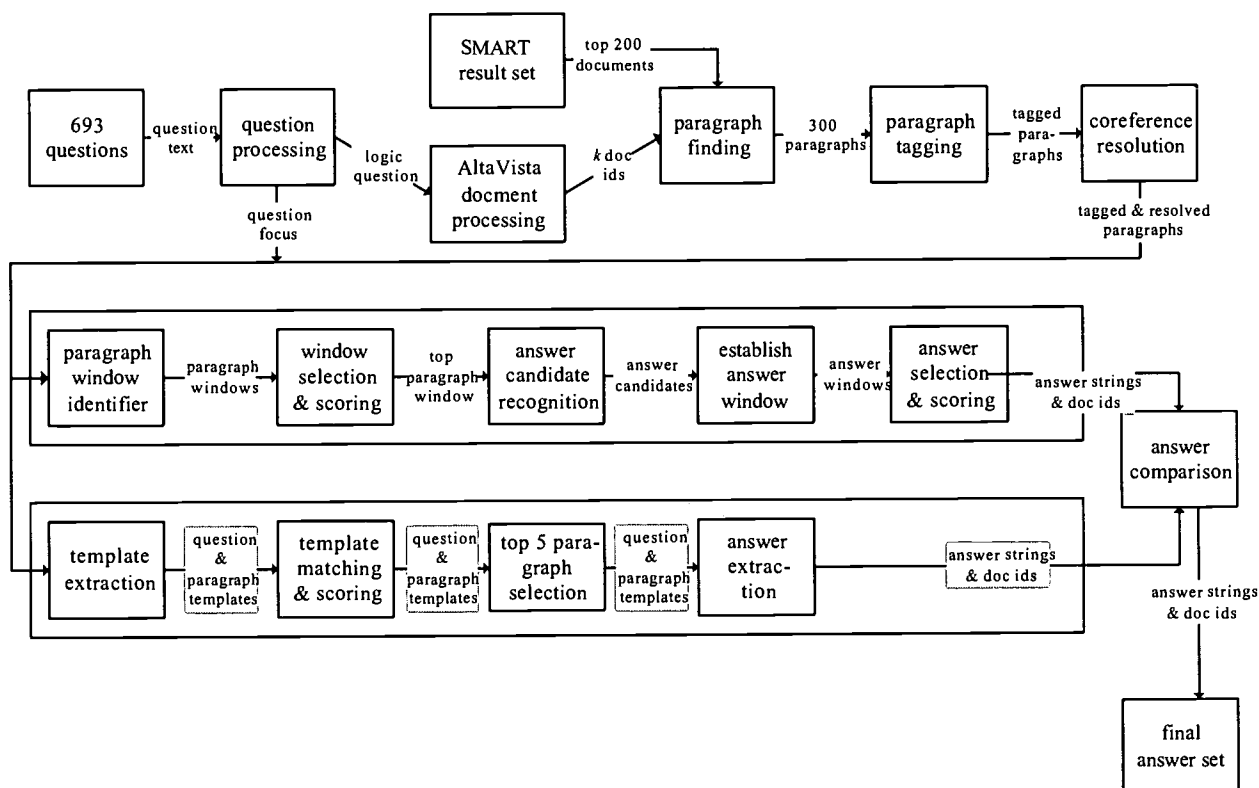 SMART
result set
top 200
documents
693
questions
question
text
question
processing
logic
question
AltaVista
docment
processing
k doc
ids
paragraph
finding
300
paragraphs
paragraph
tagging
tagged
para-
graphs
coreference
resolution
question
focus
tagged & resolved
paragraphs
paragraph
window
identifier
paragraph
windows
window
selection
& scoring
top
paragraph
window
answer
candidate
recognition
answer
candidates
establish
answer
window
answer
windows
answer
selection
& scoring
answer strings
& doc ids
answer
comparison
template
extraction
question
&
paragraph
templates
template
matching
& scoring
question
&
paragraph
templates
top 5 para-
graph
selection
question
&
paragraph
templates
answer
extrac-
tion
answer strings
& doc ids
answer strings
& doc ids
final
answer set